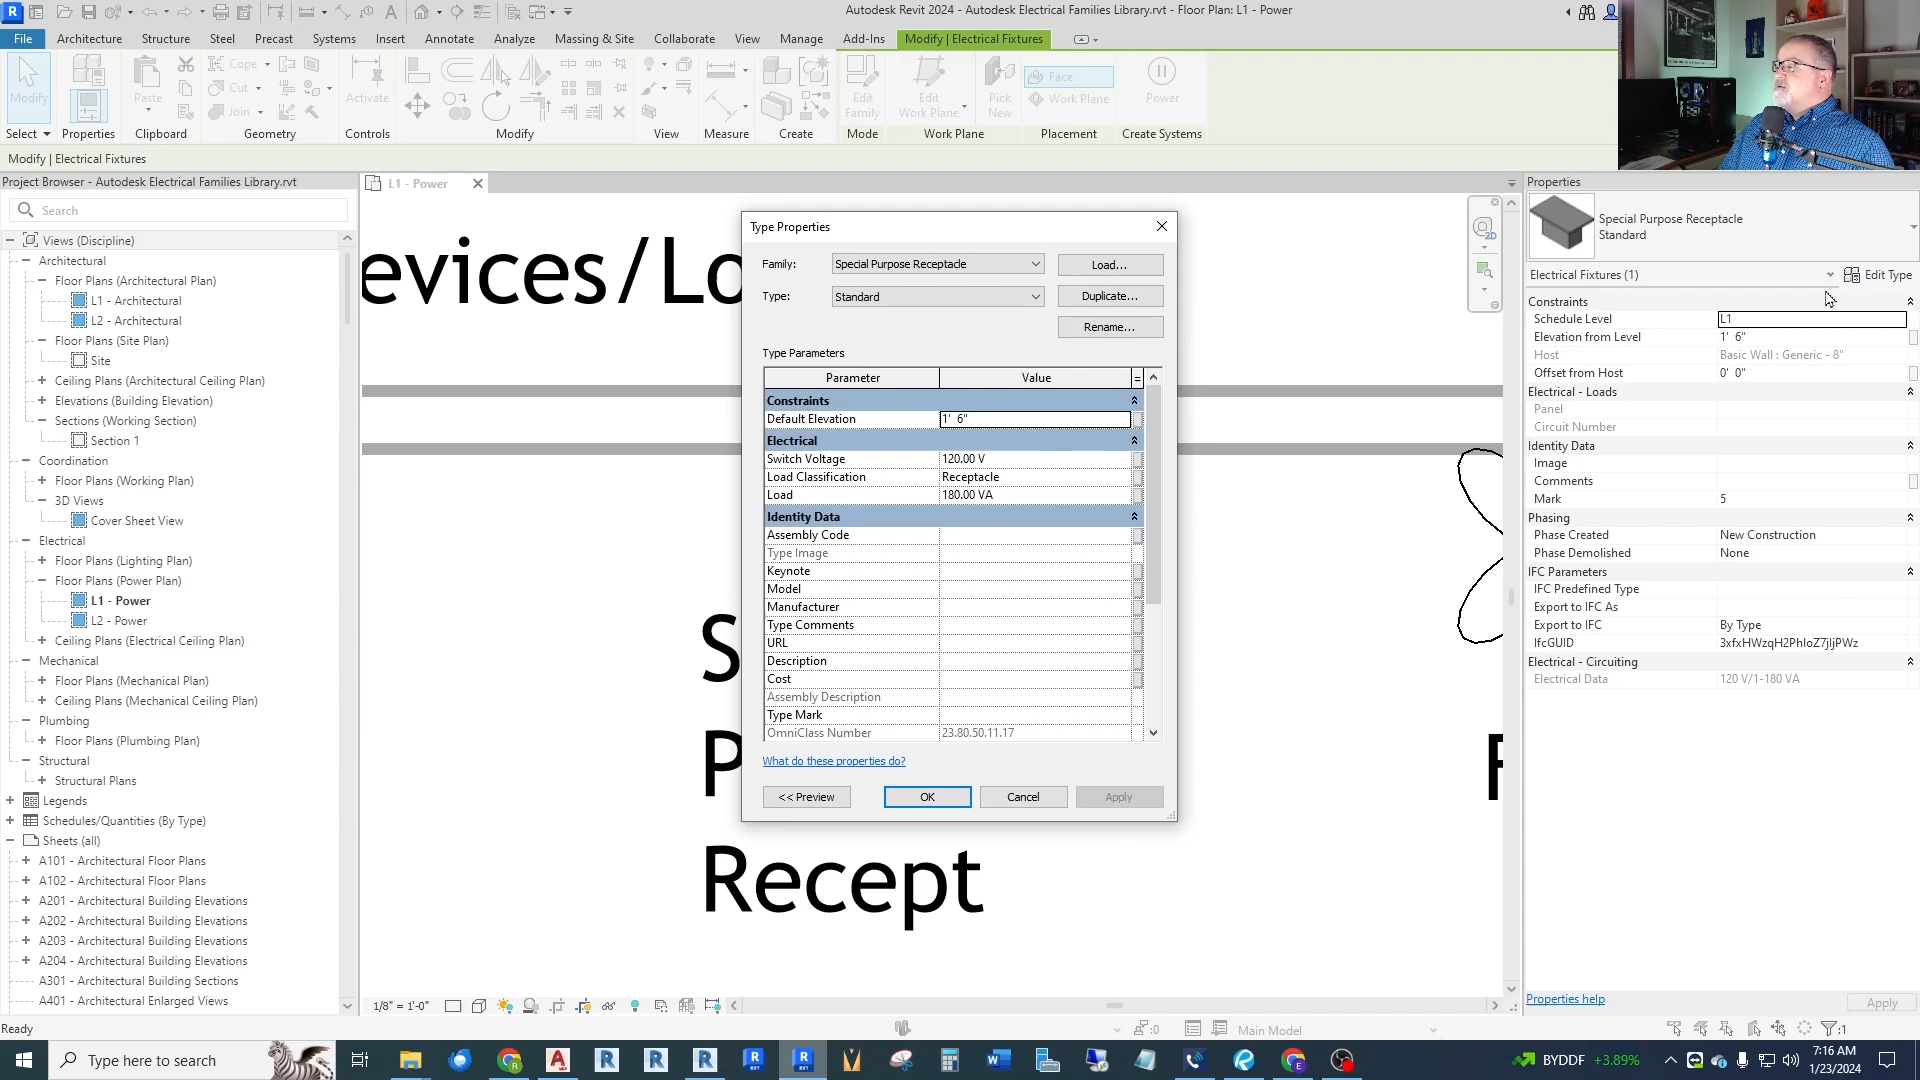 Autodesk Revit 2024 - Autodesk Electrical Families Library.rvt - Floor Plan: L1 - Power
File Architecture Structure Steel Precast Systems Insert Annotate Analyze Massing & Site Collaborate View Manage Add-Ins Modify | Electrical Fixtures
Cope
Face
Modify Paste Cut Activate Edit Edit Pick Work Plane Power
Join Family Work Plane New
Select Properties Clipboard Geometry Controls Modify View Measure Create Mode Work Plane Placement Create Systems
Modify | Electrical Fixtures
Project Browser - Autodesk Electrical Families Library.rvt
Search
Views (Discipline)
Architectural
Floor Plans (Architectural Plan)
L1 - Architectural
L2 - Architectural
Floor Plans (Site Plan)
Site
Ceiling Plans (Architectural Ceiling Plan)
Elevations (Building Elevation)
Sections (Working Section)
Section 1
Coordination
Floor Plans (Working Plan)
3D Views
Cover Sheet View
Electrical
Floor Plans (Lighting Plan)
Floor Plans (Power Plan)
L1 - Power
L2 - Power
Ceiling Plans (Electrical Ceiling Plan)
Mechanical
Floor Plans (Mechanical Plan)
Ceiling Plans (Mechanical Ceiling Plan)
Plumbing
Floor Plans (Plumbing Plan)
Structural
Structural Plans
Legends
Schedules/Quantities (By Type)
Sheets (all)
A101 - Architectural Floor Plans
A102 - Architectural Floor Plans
A201 - Architectural Building Elevations
A202 - Architectural Building Elevations
A203 - Architectural Building Elevations
A204 - Architectural Building Elevations
A301 - Architectural Building Sections
A401 - Architectural Enlarged Views
L1 - Power
evices/Lo
S
P
Recept
F
Type Properties
Family: Special Purpose Receptacle Load...
Type: Standard Duplicate...
Rename...
Type Parameters
Parameter Value =
Constraints
Default Elevation 1' 6"
Electrical
Switch Voltage 120.00 V
Load Classification Receptacle
Load 180.00 VA
Identity Data
Assembly Code
Type Image
Keynote
Model
Manufacturer
Type Comments
URL
Description
Cost
Assembly Description
Type Mark
OmniClass Number 23.80.50.11.17
What do these properties do?
<< Preview OK Cancel Apply
Properties
Special Purpose Receptacle
Standard
Electrical Fixtures (1) Edit Type
Constraints
Schedule Level L1
Elevation from Level 1' 6"
Host Basic Wall : Generic - 8"
Offset from Host 0' 0"
Electrical - Loads
Panel
Circuit Number
Identity Data
Image
Comments
Mark 5
Phasing
Phase Created New Construction
Phase Demolished None
IFC Parameters
IFC Predefined Type
Export to IFC As
Export to IFC By Type
IfcGUID 3xfxHWzqH2PhIoZ7jljPWz
Electrical - Circuiting
Electrical Data 120 V/1-180 VA
Properties help Apply
1/8" = 1'-0"
Ready :0 Main Model :1
Type here to search BYDDF +3.89% 7:16 AM
1/23/2024